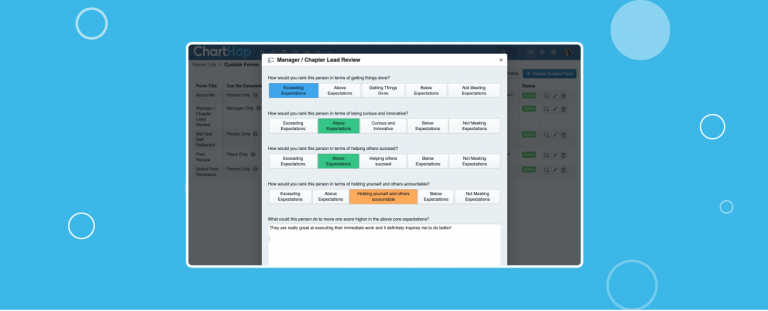 ChartHop
Manager / Chapter Lead Review
×
Custom Forms
+ Create Custom Form
Form Title
Can Be Complete
Status
About Me
Person Only
Manager /
Chapter
Lead
Review
Manager Only
Mid Year
Self
Reflection
Person Only
Peer
Review
Peers Only
Select Peer
Reviewers
Person Only
How would you rank this person in terms of getting things done?
Exceeding Expectations
Above Expectations
Getting Things Done
Below Expectations
Not Meeting Expectations
How would you rank this person in terms of being curious and innovative?
Exceeding Expectations
Above Expectations
Curious and Innovative
Below Expectations
Not Meeting Expectations
How would you rank this person in terms of helping others succeed?
Exceeding Expectations
Above Expectations
Helping others succeed
Below Expectations
Not Meeting Expectations
How would you rank this person in terms of holding yourself and others accountable?
Exceeding Expectations
Above Expectations
Holding yourself and others accountable
Below Expectations
Not Meeting Expectations
What could this person do to move one score higher in the above core expectations?
They are really great at executing their immediate work and it definitely inspires me to do better!